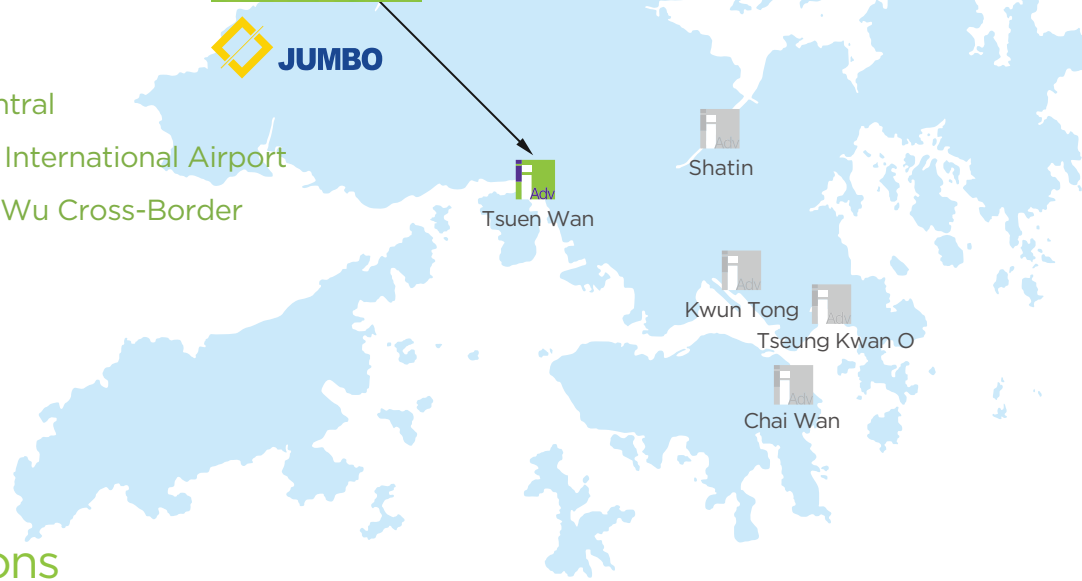 JUMBO
ntral
International Airport
Wu Cross-Border
Adv
Shatin
Adv
Tsuen Wan
Adv
Kwun Tong
Adv
Tseung Kwan O
Adv
Chai Wan
ons